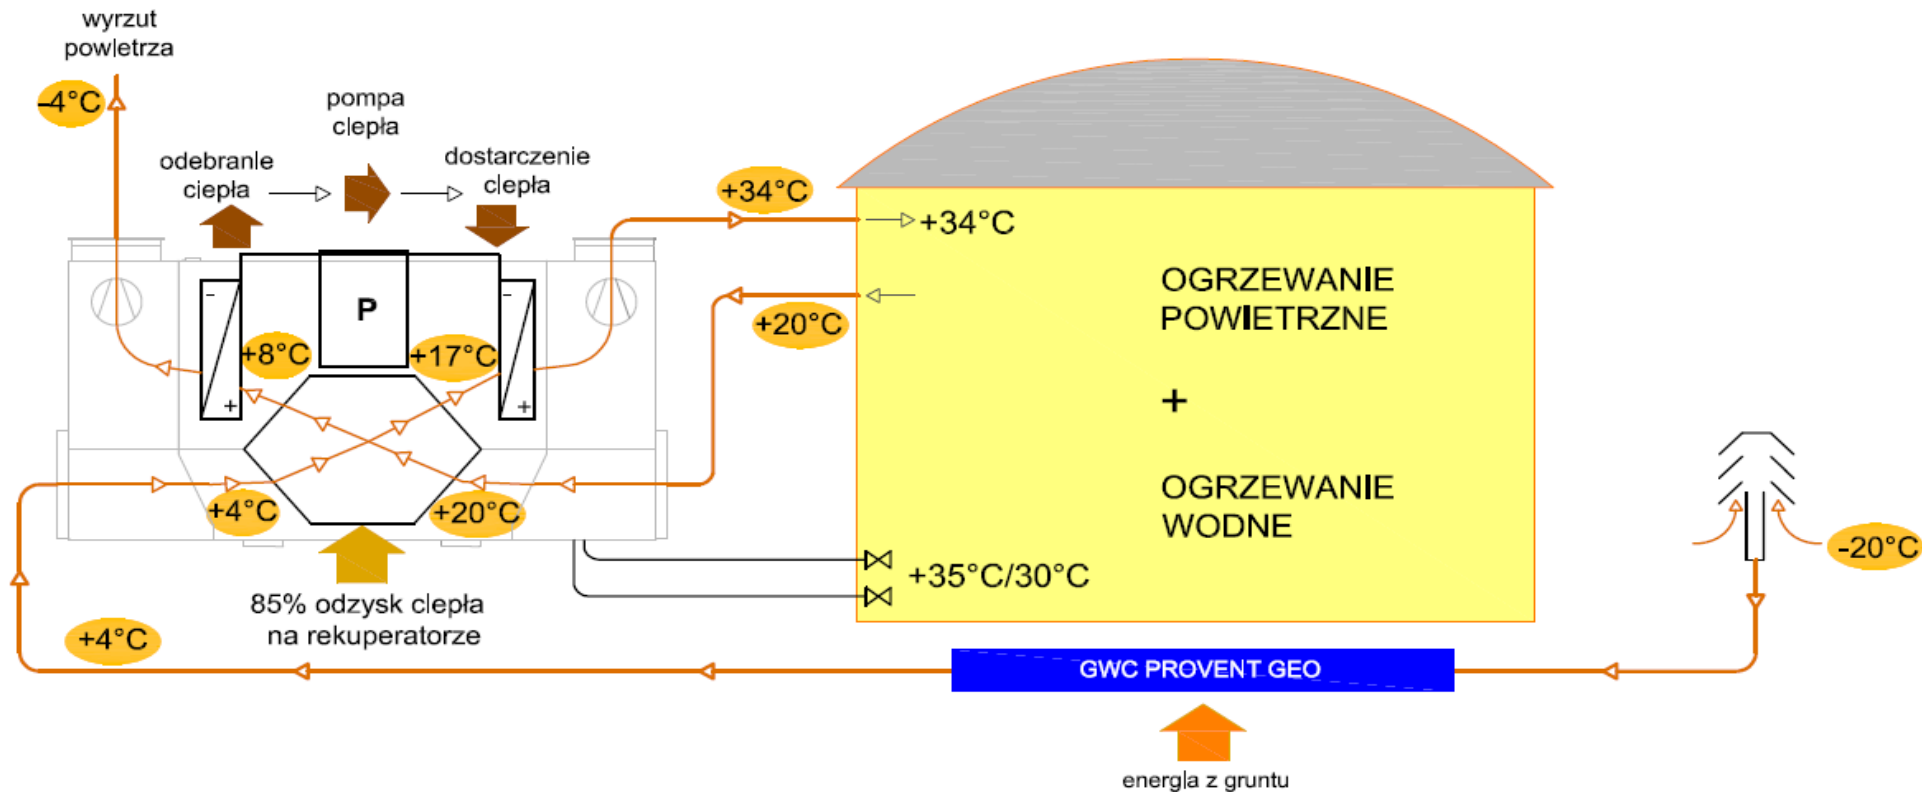 wyrzut
powietrza
-4°C
pompa
ciepła
odebranie
ciepła
dostarczenie
ciepła
+34°C
+34°C
+20°C
P
- +
- +
+8°C
+17°C
+4°C
+20°C
OGRZEWANIE
POWIETRZNE
+
OGRZEWANIE
WODNE
+35°C/30°C
-20°C
85% odzysk ciepła
na rekuperatorze
+4°C
GWC PROVENT GEO
energia z gruntu